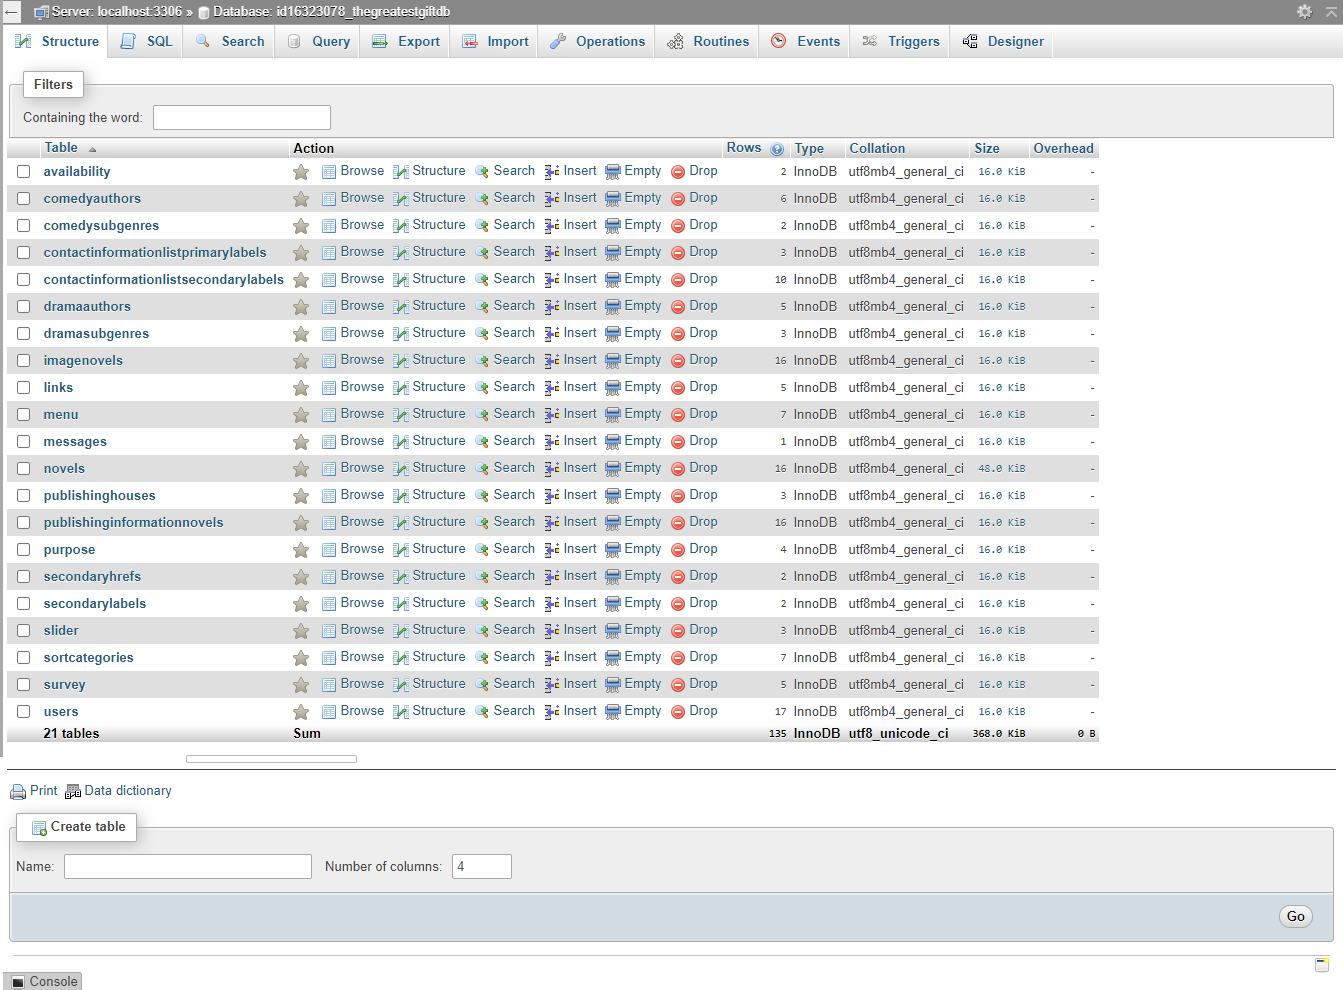 Server: localhost:3306 » Database: id16323078_thegreatestgiftdb
Structure SQL Search Query Export Import Operations Routines Events Triggers Designer
Filters
Containing the word:
Table Action Rows Type Collation Size Overhead
availability Browse Structure Search Insert Empty Drop 2 InnoDB utf8mb4_general_ci 16.0 KiB -
comedyauthors Browse Structure Search Insert Empty Drop 6 InnoDB utf8mb4_general_ci 16.0 KiB -
comedysubgenres Browse Structure Search Insert Empty Drop 2 InnoDB utf8mb4_general_ci 16.0 KiB -
contactinformationlistprimarylabels Browse Structure Search Insert Empty Drop 3 InnoDB utf8mb4_general_ci 16.0 KiB -
contactinformationlistsecondarylabels Browse Structure Search Insert Empty Drop 10 InnoDB utf8mb4_general_ci 16.0 KiB -
dramaauthors Browse Structure Search Insert Empty Drop 5 InnoDB utf8mb4_general_ci 16.0 KiB -
dramasubgenres Browse Structure Search Insert Empty Drop 3 InnoDB utf8mb4_general_ci 16.0 KiB -
imagenovels Browse Structure Search Insert Empty Drop 16 InnoDB utf8mb4_general_ci 16.0 KiB -
links Browse Structure Search Insert Empty Drop 5 InnoDB utf8mb4_general_ci 16.0 KiB -
menu Browse Structure Search Insert Empty Drop 7 InnoDB utf8mb4_general_ci 16.0 KiB -
messages Browse Structure Search Insert Empty Drop 1 InnoDB utf8mb4_general_ci 16.0 KiB -
novels Browse Structure Search Insert Empty Drop 16 InnoDB utf8mb4_general_ci 48.0 KiB -
publishinghouses Browse Structure Search Insert Empty Drop 3 InnoDB utf8mb4_general_ci 16.0 KiB -
publishinginformationnovels Browse Structure Search Insert Empty Drop 16 InnoDB utf8mb4_general_ci 16.0 KiB -
purpose Browse Structure Search Insert Empty Drop 4 InnoDB utf8mb4_general_ci 16.0 KiB -
secondaryhrefs Browse Structure Search Insert Empty Drop 2 InnoDB utf8mb4_general_ci 16.0 KiB -
secondarylabels Browse Structure Search Insert Empty Drop 2 InnoDB utf8mb4_general_ci 16.0 KiB -
slider Browse Structure Search Insert Empty Drop 3 InnoDB utf8mb4_general_ci 16.0 KiB -
sortcategories Browse Structure Search Insert Empty Drop 7 InnoDB utf8mb4_general_ci 16.0 KiB -
survey Browse Structure Search Insert Empty Drop 5 InnoDB utf8mb4_general_ci 16.0 KiB -
users Browse Structure Search Insert Empty Drop 17 InnoDB utf8mb4_general_ci 16.0 KiB -
21 tables Sum 135 InnoDB utf8_unicode_ci 368.0 KiB 0 B
Print Data dictionary
Create table
Name: Number of columns: 4
Go
Console